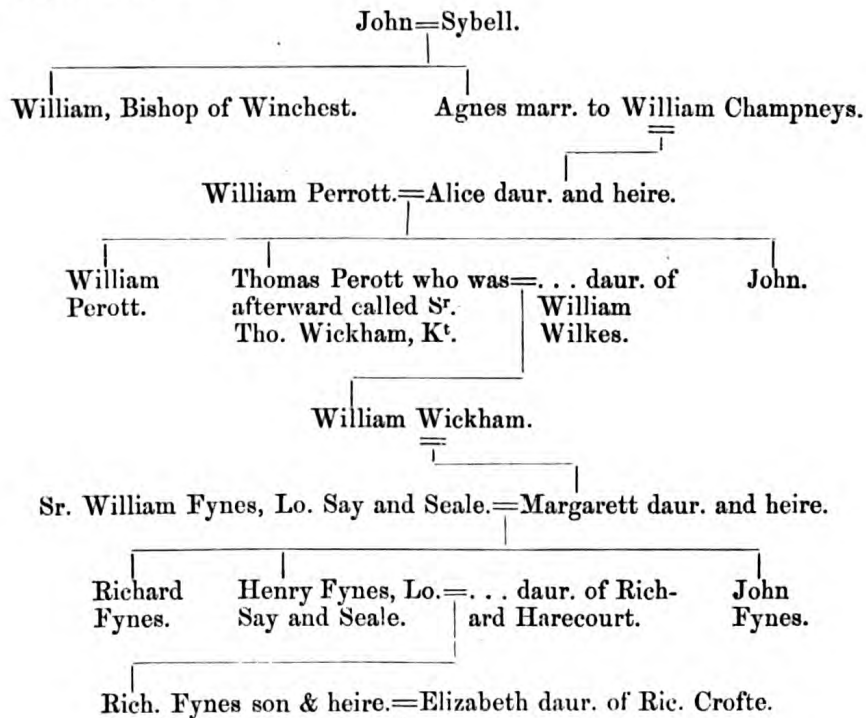 John=Sybell.
William, Bishop of Winchest. Agnes marr. to William Champneys.
William Perrott.=Alice daur. and heire.
William Perott.
Thomas Perott who was=. . . daur. of
afterward called Sr. William
Tho. Wickham, Kt. Wilkes.
John.
William Wickham.
Sr. William Fynes, Lo. Say and Seale.=Margarett daur. and heire.
Richard Fynes.
Henry Fynes, Lo.=. . . daur. of Rich-
Say and Seale. ard Harecourt.
John Fynes.
Rich. Fynes son & heire.=Elizabeth daur. of Ric. Crofte.